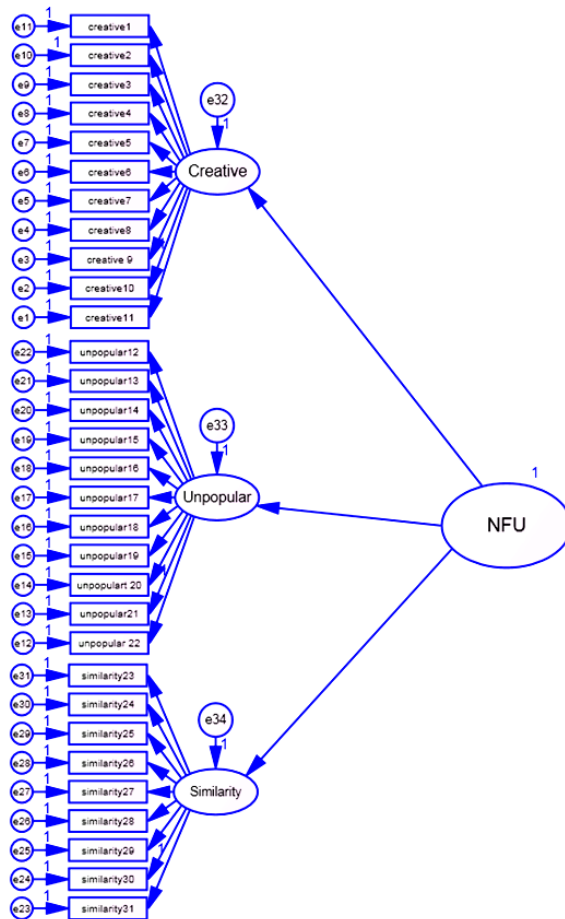 1
e11 creative1
1
e10 creative2
1
e9 creative3
e32
1
e8 creative4
1
1
e7 creative5
1
e6 creative6
Creative
1
e5 creative7
1
e4 creative8
1
e3 creative 9
1
1
e2 creative10
1
e1 creative11
1
e22 unpopular12
1
e21 unpopular13
1
e20 unpopular14
e33
1
e19 unpopular15
1
1
e18 unpopular16
1
1
e17 unpopular17
Unpopular
NFU
1
e16 unpopular18
1
e15 unpopular19
1
e14 unpopulart 20
1
1
e13 unpopular21
1
e12 unpopular 22
1
e31 similarity23
1
e30 similarity24
1
e29 similarity25
e34
1
e28 similarity26
1
1
e27 similarity27
Similarity
1
e26 similarity28
1
e25 similarity29
1
1
e24 similarity30
1
e23 similarity31